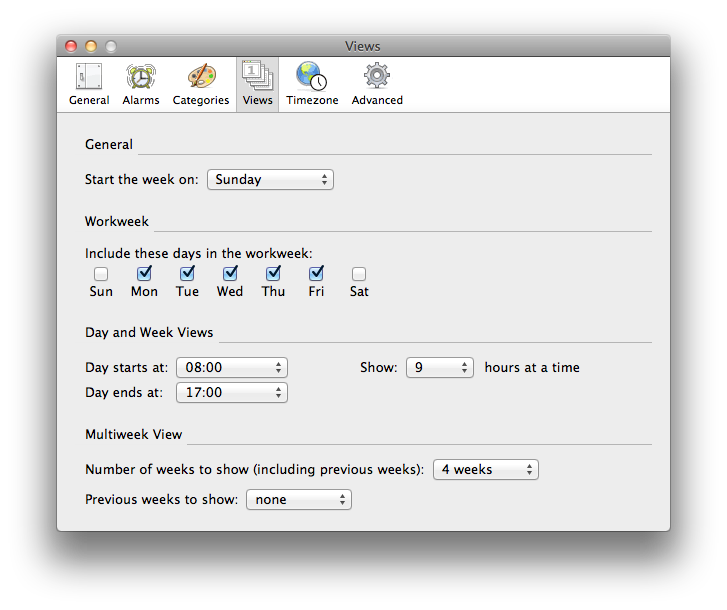 Views
General Alarms Categories Views Timezone Advanced
General
Start the week on: Sunday
Workweek
Include these days in the workweek:
Sun Mon Tue Wed Thu Fri Sat
Day and Week Views
Day starts at: 08:00 Show: 9 hours at a time
Day ends at: 17:00
Multiweek View
Number of weeks to show (including previous weeks): 4 weeks
Previous weeks to show: none